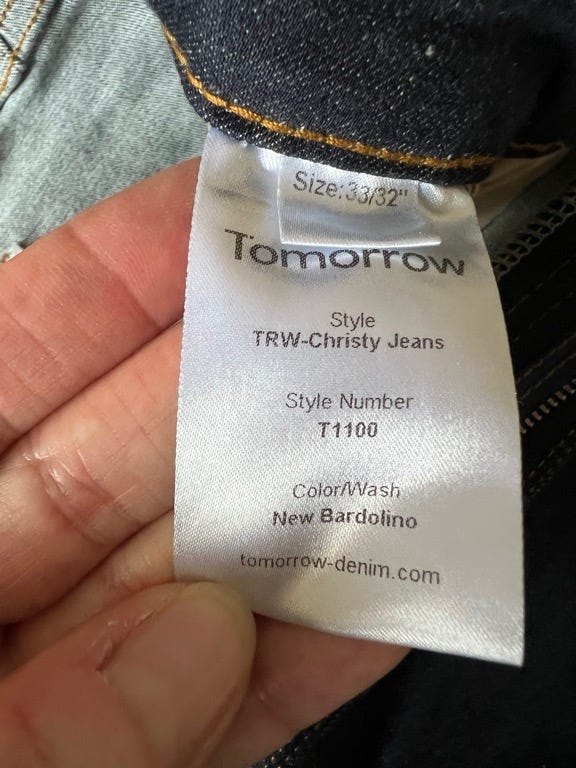 Size:33/32"
Tomorrow
Style
TRW-Christy Jeans
Style Number
T1100
Color/Wash
New Bardolino
tomorrow-denim.com